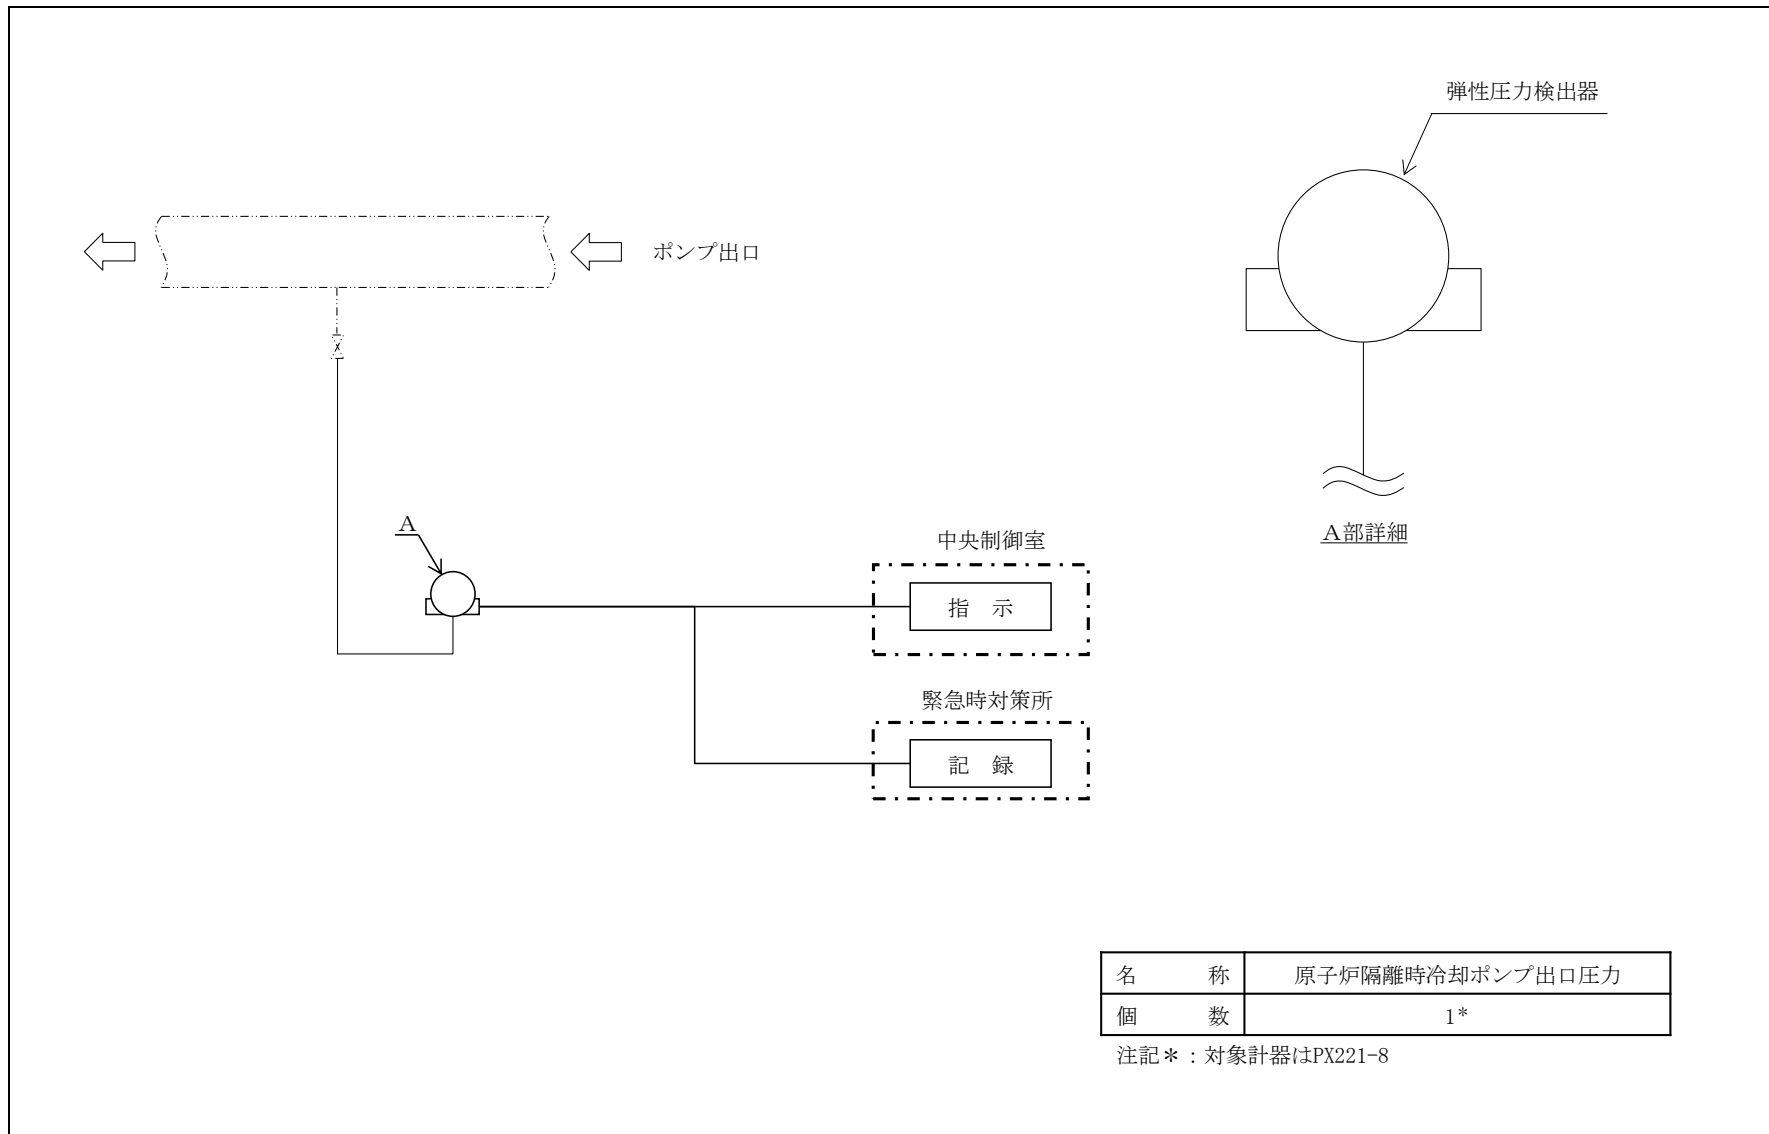 弾性圧力検出器
ポンプ出口
A
A部詳細
中央制御室
指 示
緊急時対策所
記 録
名 称 原子炉隔離時冷却ポンプ出口圧力
個 数 1*
注記＊：対象計器はPX221-8